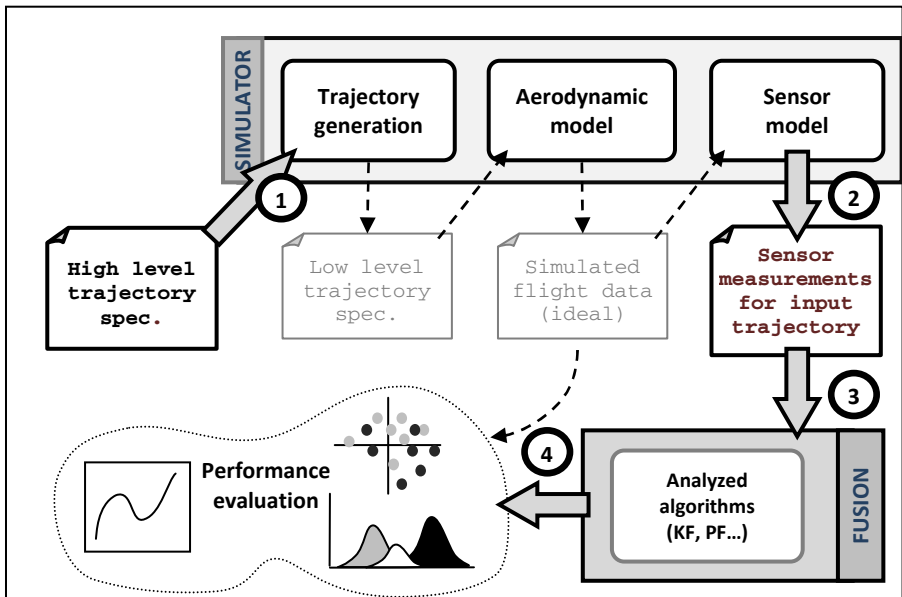 SIMULATOR
Trajectory
generation
Aerodynamic
model
Sensor
model
1
2
High level
trajectory
spec.
Low level
trajectory
spec.
Simulated
flight data
(ideal)
Sensor
measurements
for input
trajectory
3
4
Performance
evaluation
Analyzed
algorithms
(KF, PF…)
FUSION